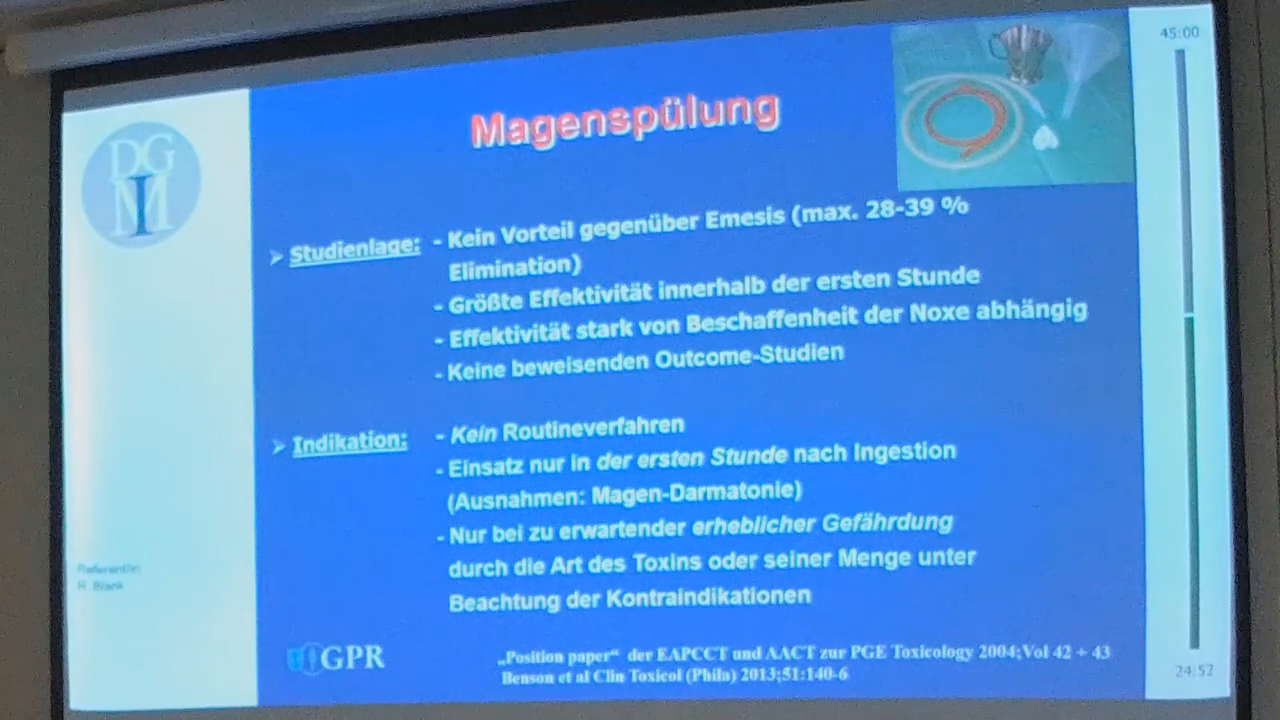 45:00
DGIM
Magenspülung
➢ Studienlage: - Kein Vorteil gegenüber Emesis (max. 28-39 %
Elimination)
- Größte Effektivität innerhalb der ersten Stunde
- Effektivität stark von Beschaffenheit der Noxe abhängig
- Keine beweisenden Outcome-Studien
➢ Indikation: - Kein Routineverfahren
- Einsatz nur in der ersten Stunde nach Ingestion
(Ausnahmen: Magen-Darmatonie)
- Nur bei zu erwartender erheblicher Gefährdung
durch die Art des Toxins oder seiner Menge unter
Beachtung der Kontraindikationen
Referentin:
R. Blank
GPR
„Position paper“ der EAPCCT und AACT zur PGE Toxicology 2004;Vol 42 + 43
Benson et al Clin Toxicol (Phila) 2013;51:140-6
24:52